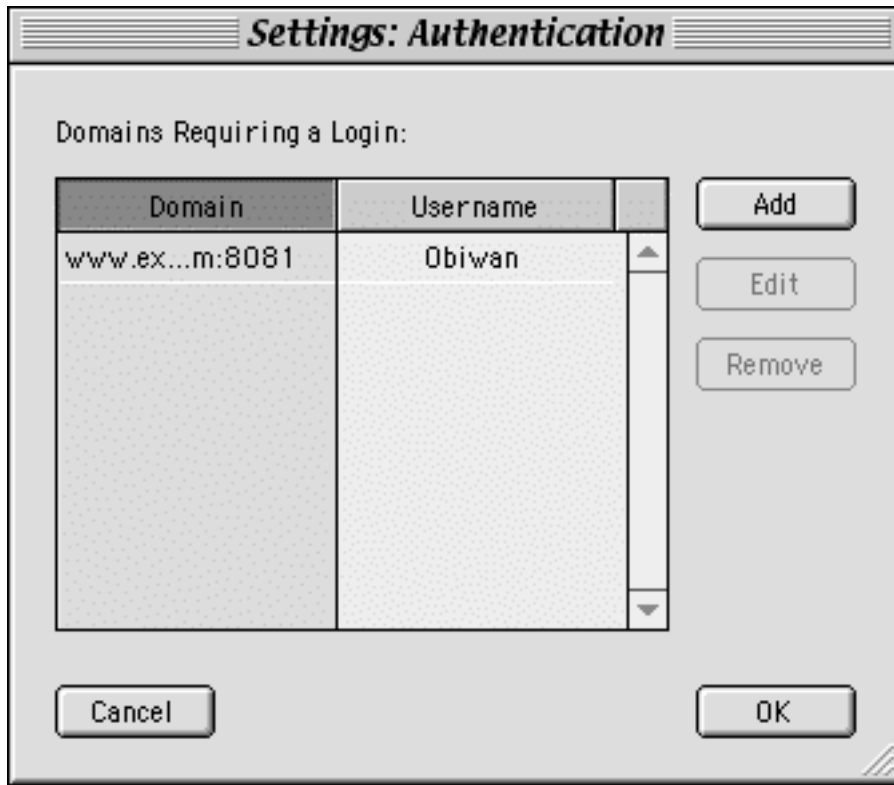 Settings: Authentication
Domains Requiring a Login:
Domain Username
Add
www.ex...m:8081 Obiwan
Edit
Remove
Cancel OK